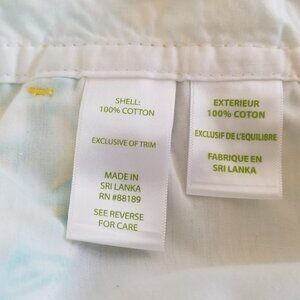 SHELL:
100% COTTON
EXCLUSIVE OF TRIM
MADE IN
SRI LANKA
RN #88189
SEE REVERSE
FOR CARE
EXTERIEUR
100% COTON
EXCLUSIF DE L'EQUILIBRE
FABRIQUE EN
SRI LANKA